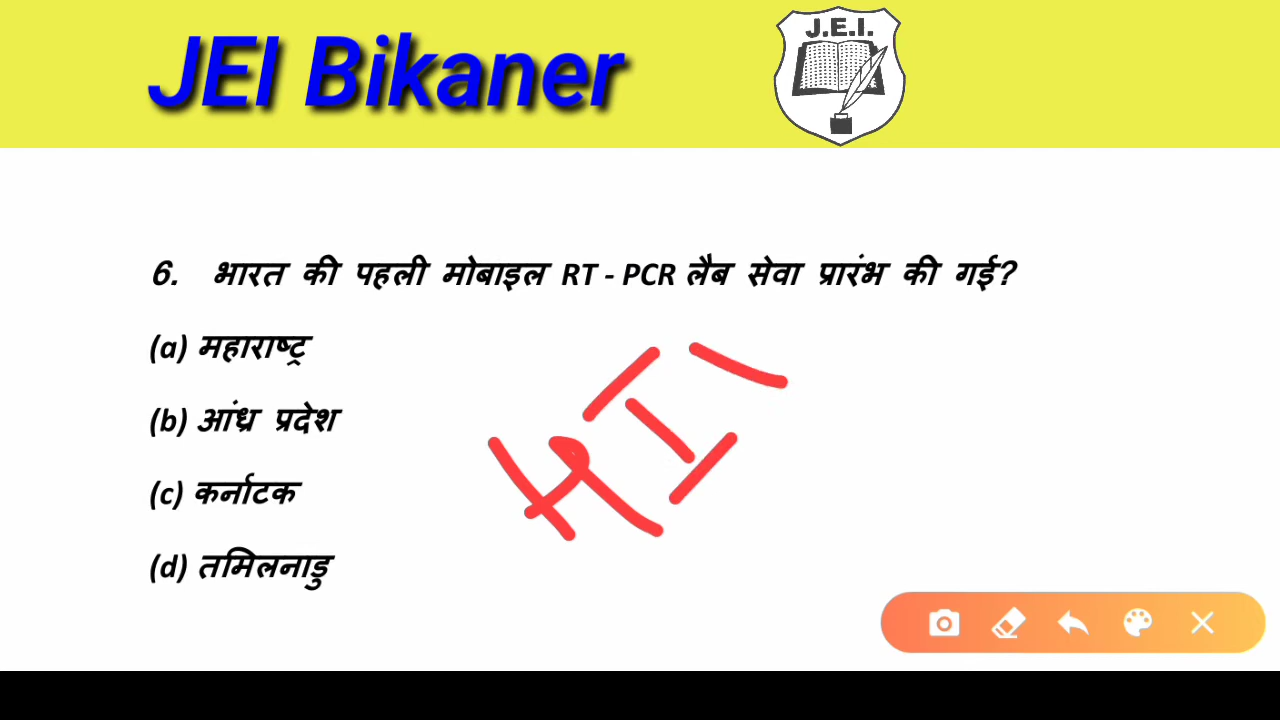 JEI Bikaner
J.E.I.
6. भारत की पहली मोबाइल RT - PCR लैब सेवा प्रारंभ की गई?
(a) महाराष्ट्र
(b) आंध्र प्रदेश
(c) कर्नाटक
(d) तमिलनाडु